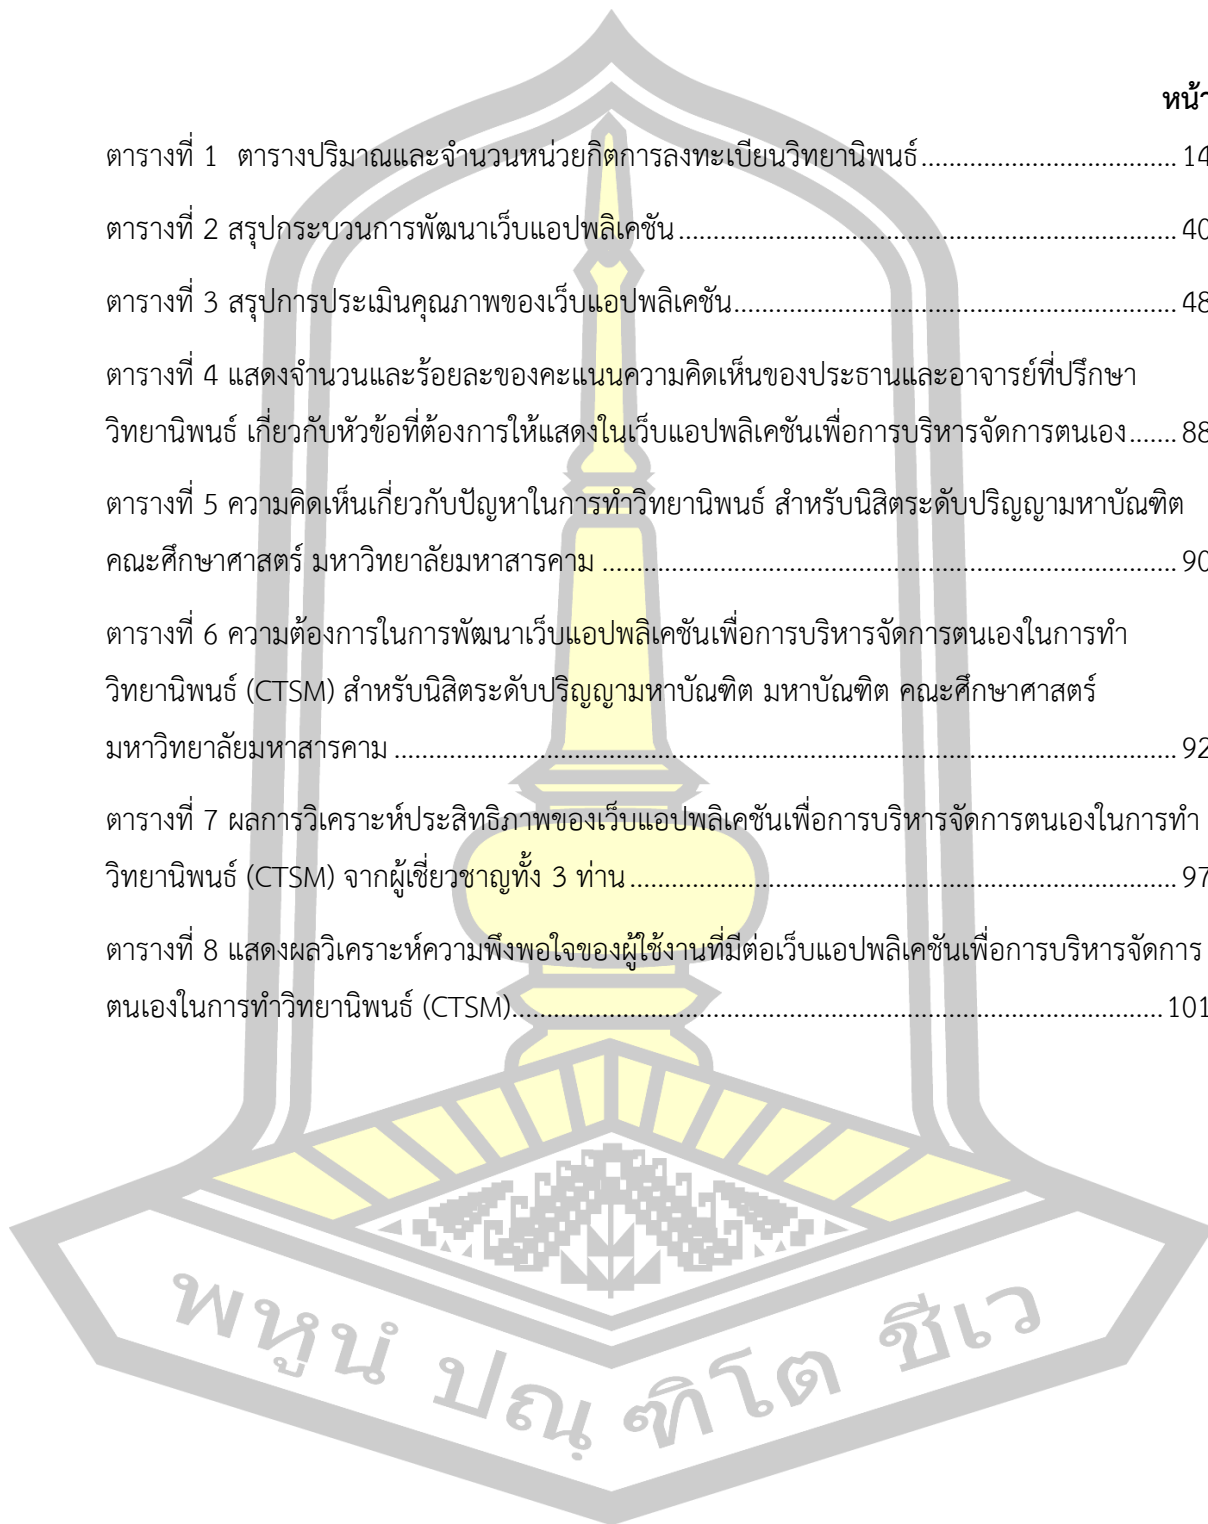 หน้า
ตารางที่ 1 ตารางปริมาณและจำนวนหน่วยกิตการลงทะเบียนวิทยานิพนธ์.................................... 14
ตารางที่ 2 สรุปกระบวนการพัฒนาเว็บแอปพลิเคชัน....................................................................... 40
ตารางที่ 3 สรุปการประเมินคุณภาพของเว็บแอปพลิเคชัน............................................................... 48
ตารางที่ 4 แสดงจำนวนและร้อยละของคะแนนความคิดเห็นของประธานและอาจารย์ที่ปรึกษา
วิทยานิพนธ์ เกี่ยวกับหัวข้อที่ต้องการให้แสดงในเว็บแอปพลิเคชันเพื่อการบริหารจัดการตนเอง....... 88
ตารางที่ 5 ความคิดเห็นเกี่ยวกับปัญหาในการทำวิทยานิพนธ์ สำหรับนิสิตระดับปริญญามหาบัณฑิต
คณะศึกษาศาสตร์ มหาวิทยาลัยมหาสารคาม .................................................................................. 90
ตารางที่ 6 ความต้องการในการพัฒนาเว็บแอปพลิเคชันเพื่อการบริหารจัดการตนเองในการทำ
วิทยานิพนธ์ (CTSM) สำหรับนิสิตระดับปริญญามหาบัณฑิต มหาบัณฑิต คณะศึกษาศาสตร์
มหาวิทยาลัยมหาสารคาม ................................................................................................................ 92
ตารางที่ 7 ผลการวิเคราะห์ประสิทธิภาพของเว็บแอปพลิเคชันเพื่อการบริหารจัดการตนเองในการทำ
วิทยานิพนธ์ (CTSM) จากผู้เชี่ยวชาญทั้ง 3 ท่าน.............................................................................. 97
ตารางที่ 8 แสดงผลวิเคราะห์ความพึงพอใจของผู้ใช้งานที่มีต่อเว็บแอปพลิเคชันเพื่อการบริหารจัดการ
ตนเองในการทำวิทยานิพนธ์ (CTSM)............................................................................................. 101
พหูนํ ปณฺฑิโต ชีเว